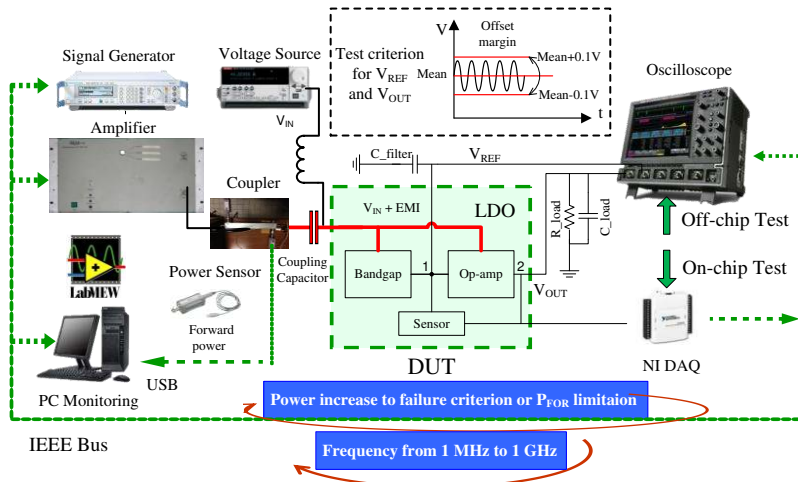 Signal Generator
Voltage Source
Test criterion
for V_REF
and V_OUT
V
Offset
margin
Mean+0.1V
Mean
Mean-0.1V
t
Oscilloscope
Amplifier
V_IN
C_filter
V_REF
Coupler
V_IN + EMI
LDO
R_load
C_load
Off-chip Test
Coupling
Capacitor
Bandgap
1
Op-amp
2
V_OUT
On-chip Test
LabMEW
Power Sensor
Forward
power
Sensor
USB
DUT
NI DAQ
PC Monitoring
Power increase to failure criterion or P_FOR limitaion
IEEE Bus
Frequency from 1 MHz to 1 GHz